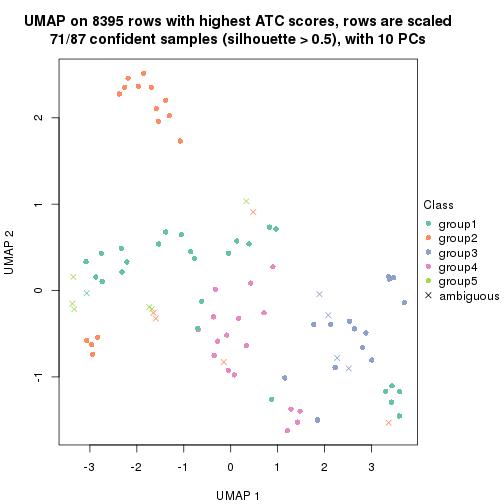 UMAP on 8395 rows with highest ATC scores, rows are scaled
71/87 confident samples (silhouette > 0.5), with 10 PCs
UMAP 2
2
1
0
-1
-3
-2
-1
0
1
2
3
UMAP 1
Class
group1
group2
group3
group4
group5
ambiguous